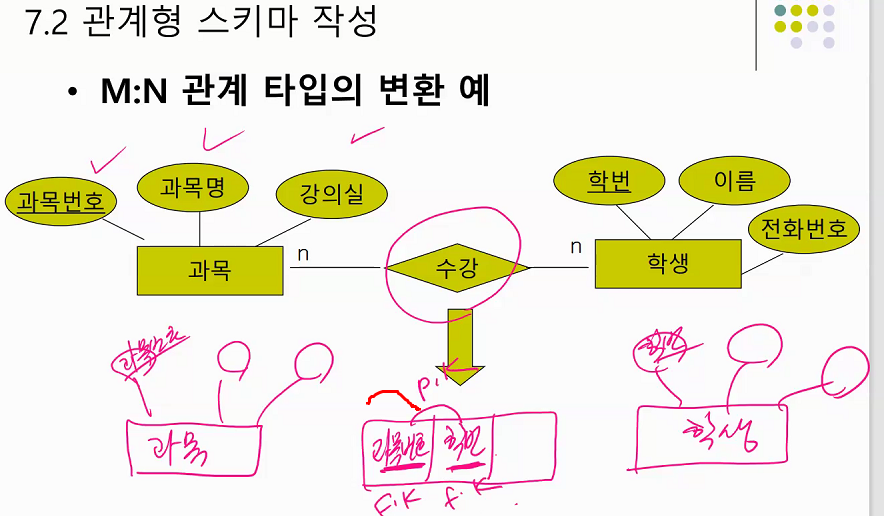 7.2 관계형 스키마 작성
• M:N 관계 타입의 변환 예
과목번호
과목명
강의실
학번
이름
전화번호
과목
n
수강
n
학생
과목번호
학번
P.K
과목
과목번호
학번
학생
F.K
f.K